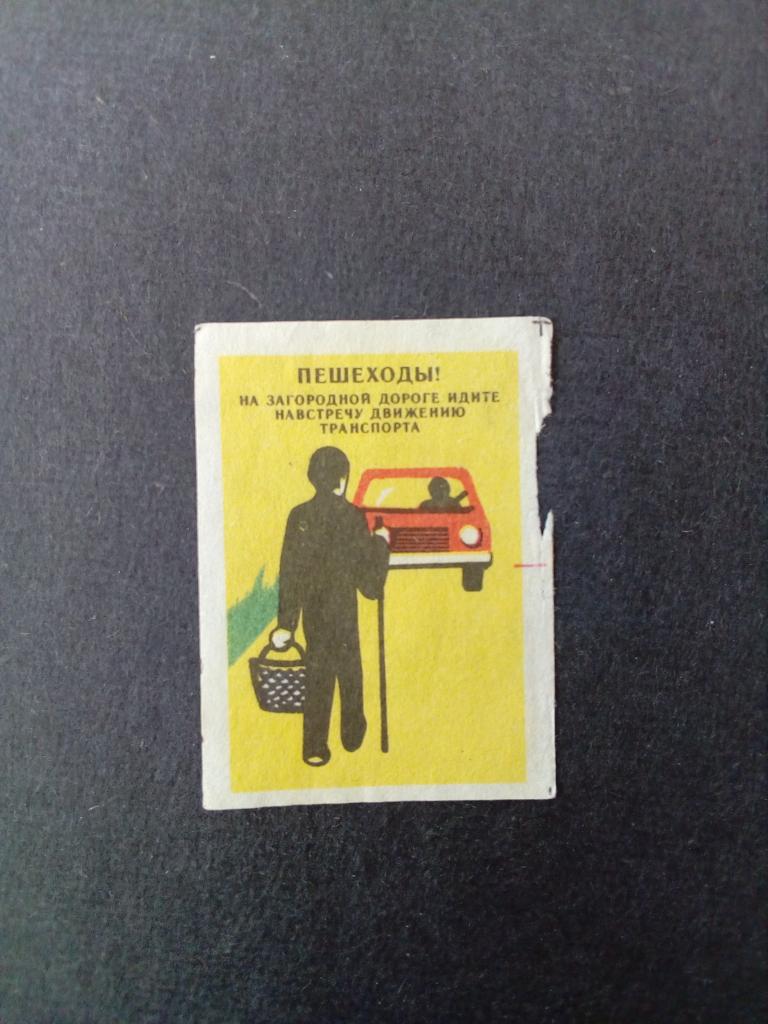 ПЕШЕХОДЫ!
НА ЗАГОРОДНОЙ ДОРОГЕ ИДИТЕ
НАВСТРЕЧУ ДВИЖЕНИЮ
ТРАНСПОРТА